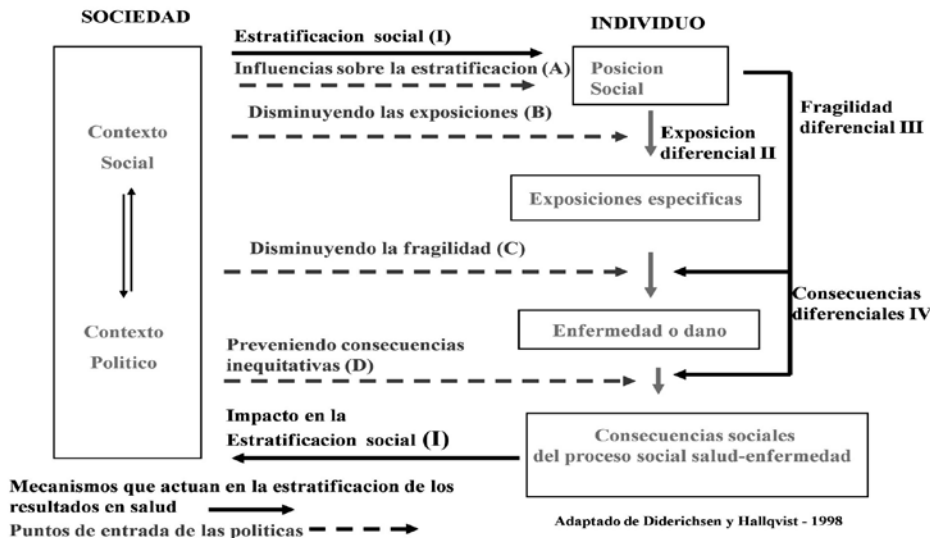 SOCIEDAD
INDIVIDUO
Estratificacion social (I)
Influencias sobre la estratificacion (A)
Posicion
Social
Disminuyendo las exposiciones (B)
Fragilidad
diferencial III
Contexto
Social
Exposicion
diferencial II
Exposiciones especificas
Disminuyendo la fragilidad (C)
Consecuencias
diferenciales IV
Contexto
Politico
Enfermedad o dano
Preveniendo consecuencias
inequitativas (D)
Impacto en la
Estratificacion social (I)
Consecuencias sociales
del proceso social salud-enfermedad
Mecanismos que actuan en la estratificacion de los
resultados en salud
Puntos de entrada de las politicas
Adaptado de Diderichsen y Hallqvist - 1998